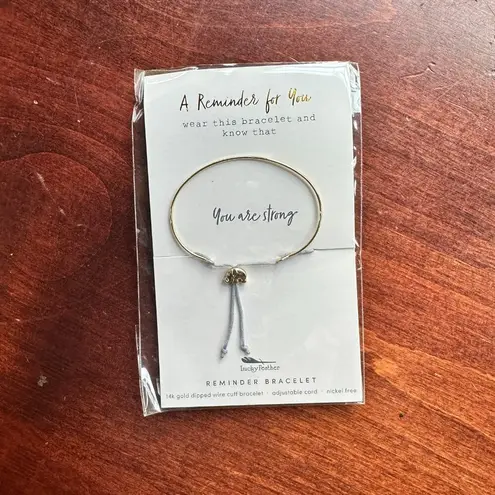 A Reminder for You
wear this bracelet and
know that
You are strong
lucky feather
REMINDER BRACELET
14k gold dipped wire cuff bracelet · adjustable cord · nickel free